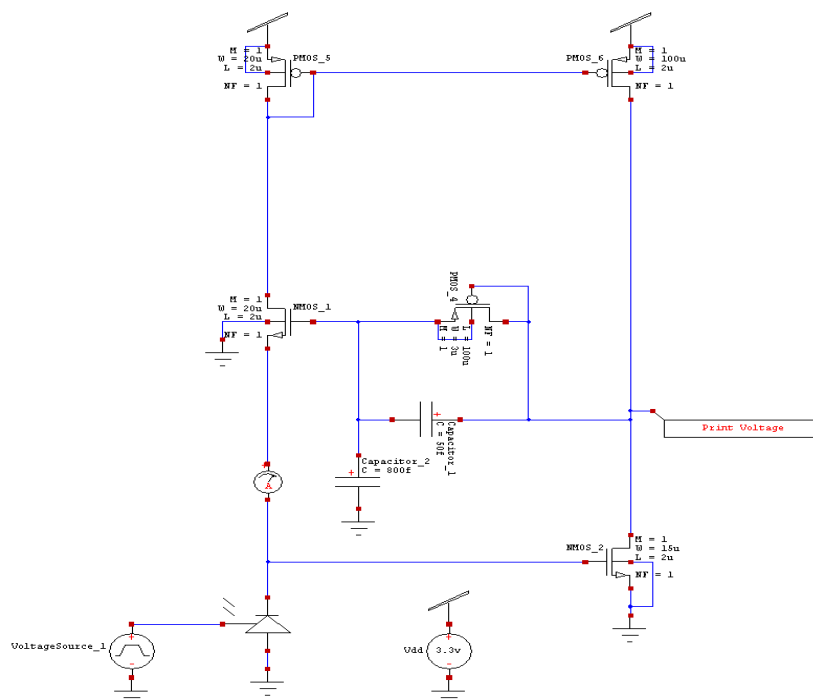 M = 1
W = 20u
L = 2u
NF = 1
PMOS_5
PMOS_6
M = 1
W = 100u
L = 2u
NF = 1
M = 1
W = 20u
L = 2u
NF = 1
NMOS_1
PMOS_4
M = 1
W = 3u
L = 100u
NF = 1
Capacitor_1
C = 50f
Capacitor_2
C = 800f
Print Voltage
A
NMOS_2
M = 1
W = 15u
L = 2u
NF = 1
VoltageSource_1
Vdd
3.3v